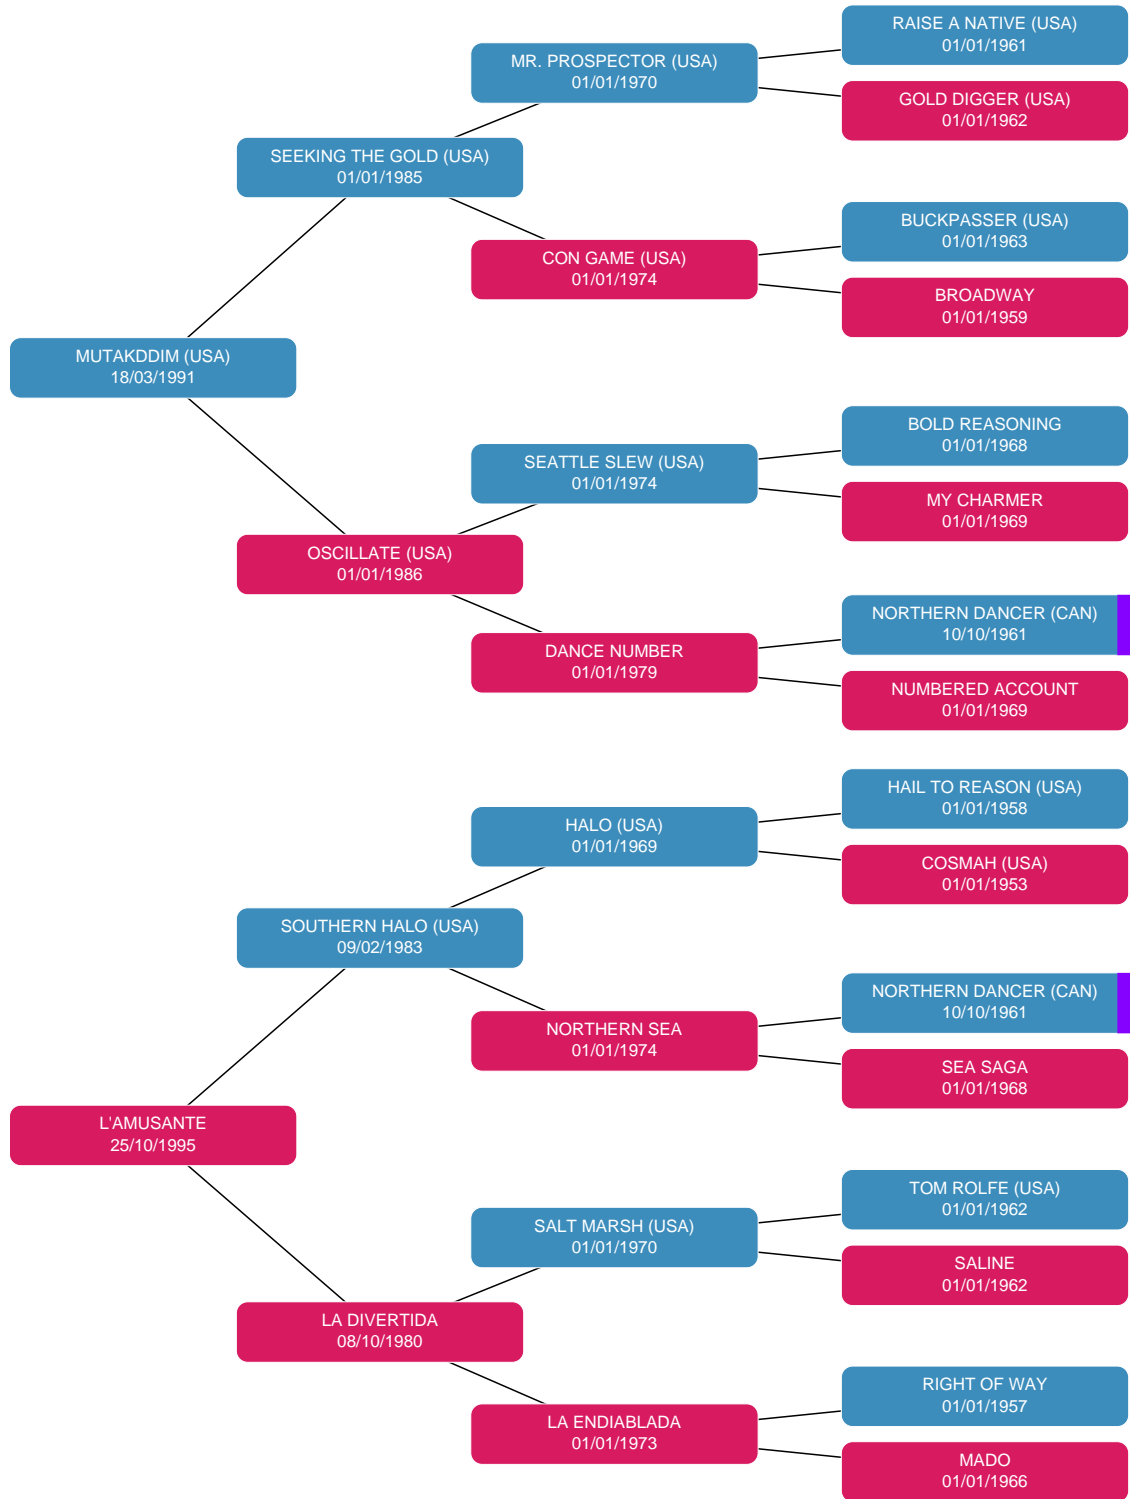 RAISE A NATIVE (USA)
01/01/1961
MR. PROSPECTOR (USA)
01/01/1970
GOLD DIGGER (USA)
01/01/1962
SEEKING THE GOLD (USA)
01/01/1985
BUCKPASSER (USA)
01/01/1963
CON GAME (USA)
01/01/1974
BROADWAY
01/01/1959
MUTAKDDIM (USA)
18/03/1991
BOLD REASONING
01/01/1968
SEATTLE SLEW (USA)
01/01/1974
MY CHARMER
01/01/1969
OSCILLATE (USA)
01/01/1986
NORTHERN DANCER (CAN)
10/10/1961
DANCE NUMBER
01/01/1979
NUMBERED ACCOUNT
01/01/1969
HAIL TO REASON (USA)
01/01/1958
HALO (USA)
01/01/1969
COSMAH (USA)
01/01/1953
SOUTHERN HALO (USA)
09/02/1983
NORTHERN DANCER (CAN)
10/10/1961
NORTHERN SEA
01/01/1974
SEA SAGA
01/01/1968
L'AMUSANTE
25/10/1995
TOM ROLFE (USA)
01/01/1962
SALT MARSH (USA)
01/01/1970
SALINE
01/01/1962
LA DIVERTIDA
08/10/1980
RIGHT OF WAY
01/01/1957
LA ENDIABLADA
01/01/1973
MADO
01/01/1966